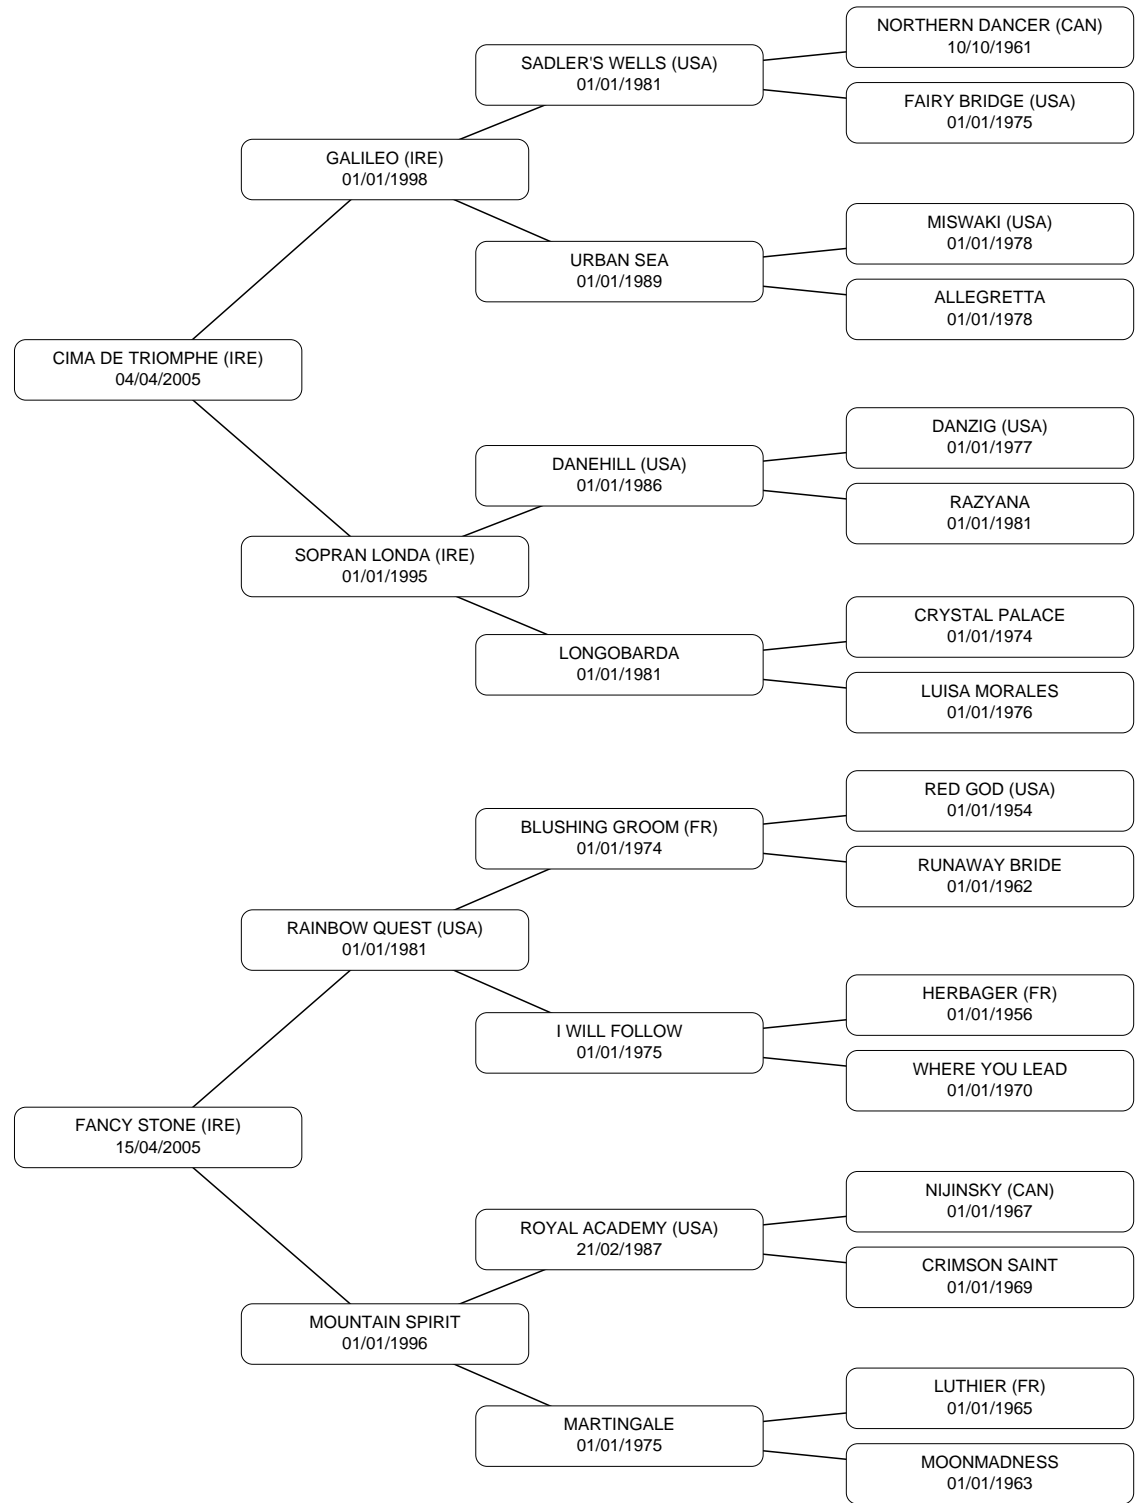 NORTHERN DANCER (CAN)
10/10/1961
SADLER'S WELLS (USA)
01/01/1981
FAIRY BRIDGE (USA)
01/01/1975
GALILEO (IRE)
01/01/1998
MISWAKI (USA)
01/01/1978
URBAN SEA
01/01/1989
ALLEGRETTA
01/01/1978
CIMA DE TRIOMPHE (IRE)
04/04/2005
DANZIG (USA)
01/01/1977
DANEHILL (USA)
01/01/1986
RAZYANA
01/01/1981
SOPRAN LONDA (IRE)
01/01/1995
CRYSTAL PALACE
01/01/1974
LONGOBARDA
01/01/1981
LUISA MORALES
01/01/1976
RED GOD (USA)
01/01/1954
BLUSHING GROOM (FR)
01/01/1974
RUNAWAY BRIDE
01/01/1962
RAINBOW QUEST (USA)
01/01/1981
HERBAGER (FR)
01/01/1956
I WILL FOLLOW
01/01/1975
WHERE YOU LEAD
01/01/1970
FANCY STONE (IRE)
15/04/2005
NIJINSKY (CAN)
01/01/1967
ROYAL ACADEMY (USA)
21/02/1987
CRIMSON SAINT
01/01/1969
MOUNTAIN SPIRIT
01/01/1996
LUTHIER (FR)
01/01/1965
MARTINGALE
01/01/1975
MOONMADNESS
01/01/1963